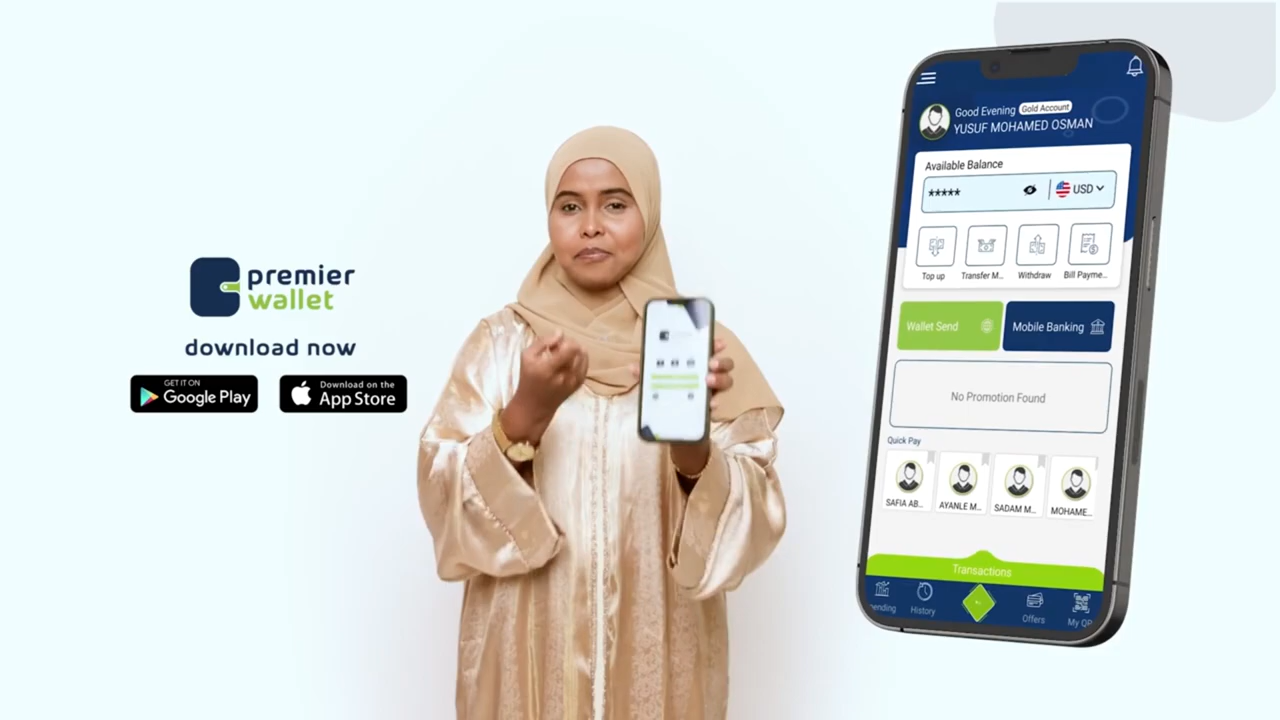 premier
wallet
download now
GET IT ON
Google Play
Download on the
App Store
Good Evening Gold Account
YUSUF MOHAMED OSMAN
Available Balance
***** USD
Top up Transfer M... Withdraw Bill Payme...
Wallet Send Mobile Banking
No Promotion Found
Quick Pay
SAFIA AB... AYANLE M... SADAM M... MOHAME...
Transactions
pending History Offers My QR